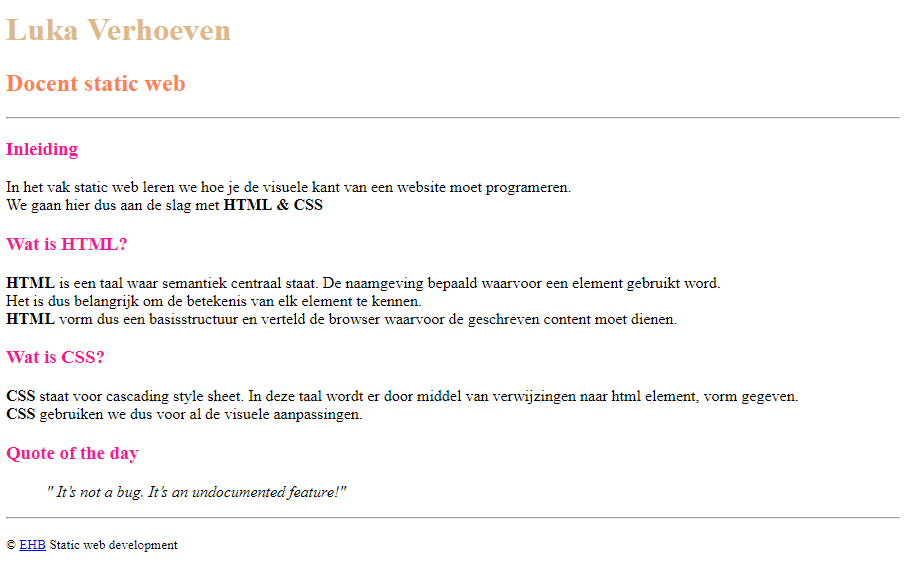 Luka Verhoeven
Docent static web
Inleiding
In het vak static web leren we hoe je de visuele kant van een website moet programeren.
We gaan hier dus aan de slag met HTML & CSS
Wat is HTML?
HTML is een taal waar semantiek centraal staat. De naamgeving bepaald waarvoor een element gebruikt word.
Het is dus belangrijk om de betekenis van elk element te kennen.
HTML vorm dus een basisstructuur en verteld de browser waarvoor de geschreven content moet dienen.
Wat is CSS?
CSS staat voor cascading style sheet. In deze taal wordt er door middel van verwijzingen naar html element, vorm gegeven.
CSS gebruiken we dus voor al de visuele aanpassingen.
Quote of the day
" It's not a bug. It's an undocumented feature!"
© EHB Static web development